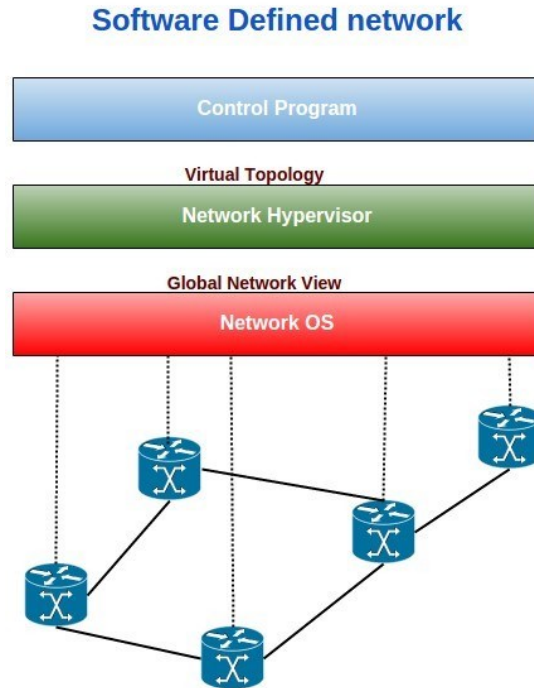 Software Defined network
Control Program
Virtual Topology
Network Hypervisor
Global Network View
Network OS